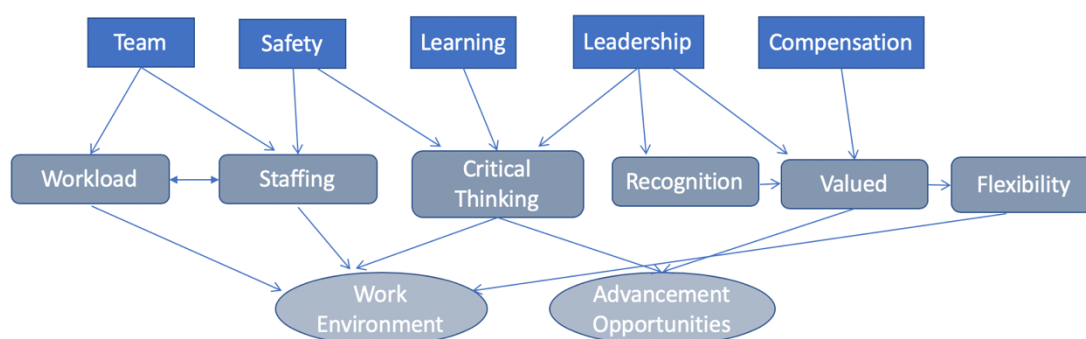 Team
Safety
Learning
Leadership
Compensation
Workload
Staffing
Critical
Thinking
Recognition
Valued
Flexibility
Work
Environment
Advancement
Opportunities